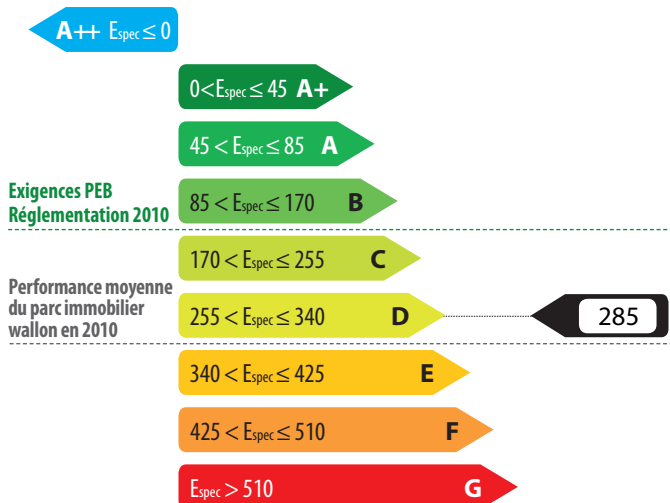 A++ Espec ≤ 0
0<Espec ≤ 45 A+
45 < Espec ≤ 85 A
Exigences PEB
Réglementation 2010
85 < Espec ≤ 170 B
170 < Espec ≤ 255 C
Performance moyenne
du parc immobilier
wallon en 2010
255 < Espec ≤ 340 D
285
340 < Espec ≤ 425 E
425 < Espec ≤ 510 F
Espec > 510 G